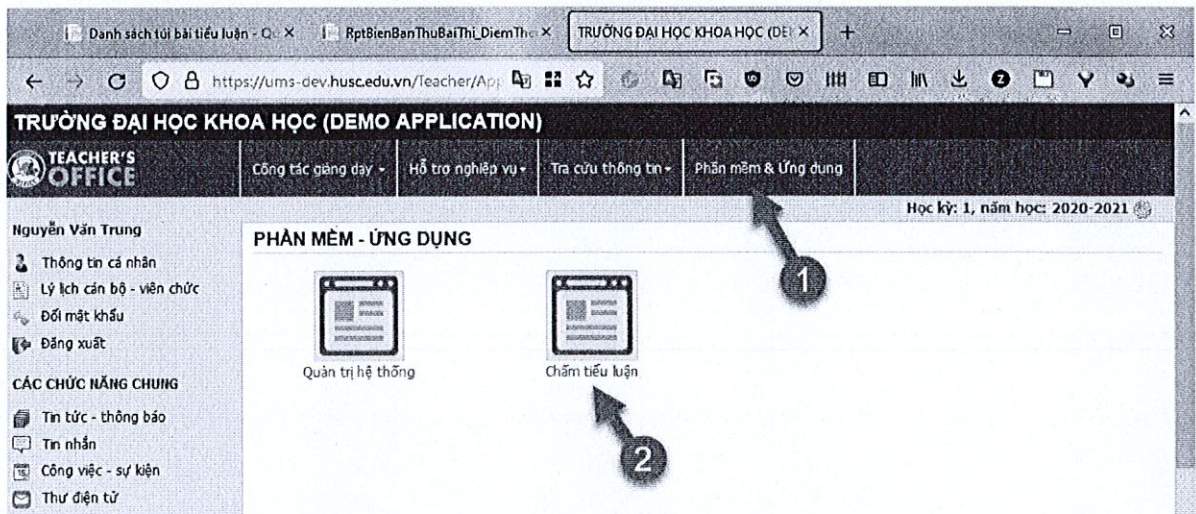 Danh sách túi bài tiểu luận - Qu
RptBienBanThuBaiThi_DiemThe
TRƯỜNG ĐẠI HỌC KHOA HỌC (DE
https://ums-dev.husc.edu.vn/Teacher/Ap
TRƯỜNG ĐẠI HỌC KHOA HỌC (DEMO APPLICATION)
TEACHER'S
OFFICE
Công tác giảng dạy
Hỗ trợ nghiệp vụ
Tra cứu thông tin
Phần mềm & Ứng dụng
Học kỳ: 1, năm học: 2020-2021
Nguyễn Văn Trung
Thông tin cá nhân
Lý lịch cán bộ - viên chức
Đổi mật khẩu
Đăng xuất
CÁC CHỨC NĂNG CHUNG
Tin tức - thông báo
Tin nhắn
Công việc - sự kiện
Thư điện tử
PHẦN MỀM - ỨNG DỤNG
Quản trị hệ thống
Chấm tiểu luận
1
2